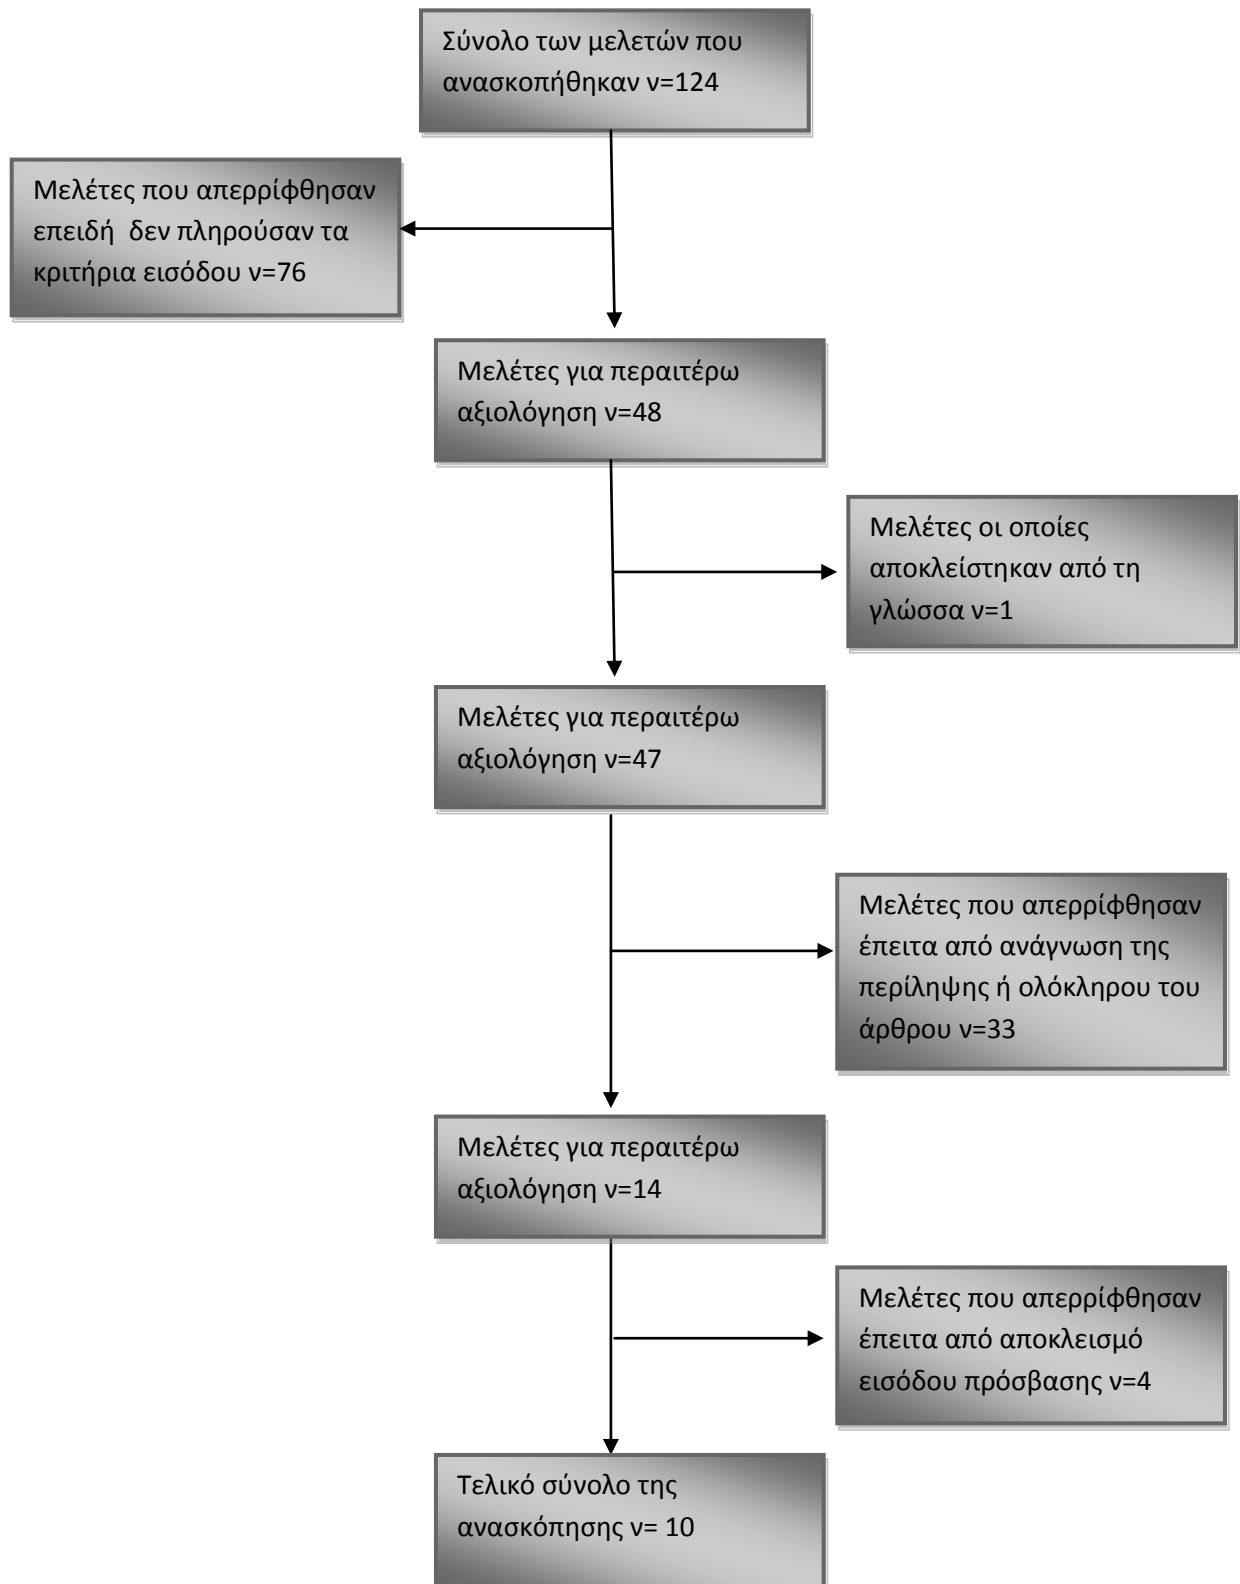 Σύνολο των μελετών που
ανασκοπήθηκαν ν=124
Μελέτες που απερρίφθησαν
επειδή  δεν πληρούσαν τα
κριτήρια εισόδου ν=76
Μελέτες για περαιτέρω
αξιολόγηση ν=48
Μελέτες οι οποίες
αποκλείστηκαν από τη
γλώσσα ν=1
Μελέτες για περαιτέρω
αξιολόγηση ν=47
Μελέτες που απερρίφθησαν
έπειτα από ανάγνωση της
περίληψης ή ολόκληρου του
άρθρου ν=33
Μελέτες για περαιτέρω
αξιολόγηση ν=14
Μελέτες που απερρίφθησαν
έπειτα από αποκλεισμό
εισόδου πρόσβασης ν=4
Τελικό σύνολο της
ανασκόπησης ν= 10